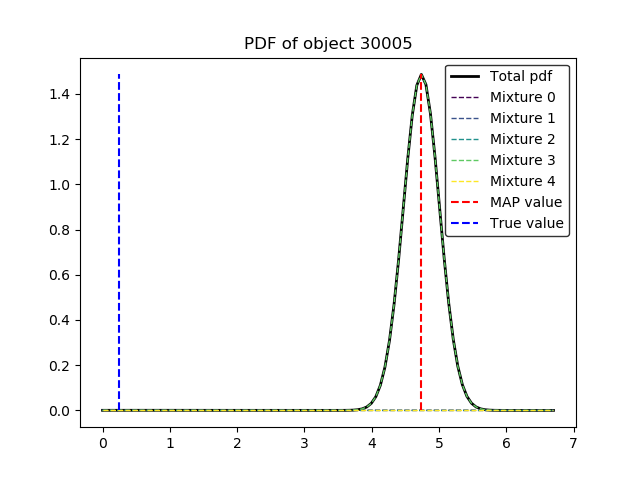 PDF of object 30005
Total pdf
Mixture 0
Mixture 1
Mixture 2
Mixture 3
Mixture 4
MAP value
True value
1.4
1.2
1.0
0.8
0.6
0.4
0.2
0.0
0 1 2 3 4 5 6 7